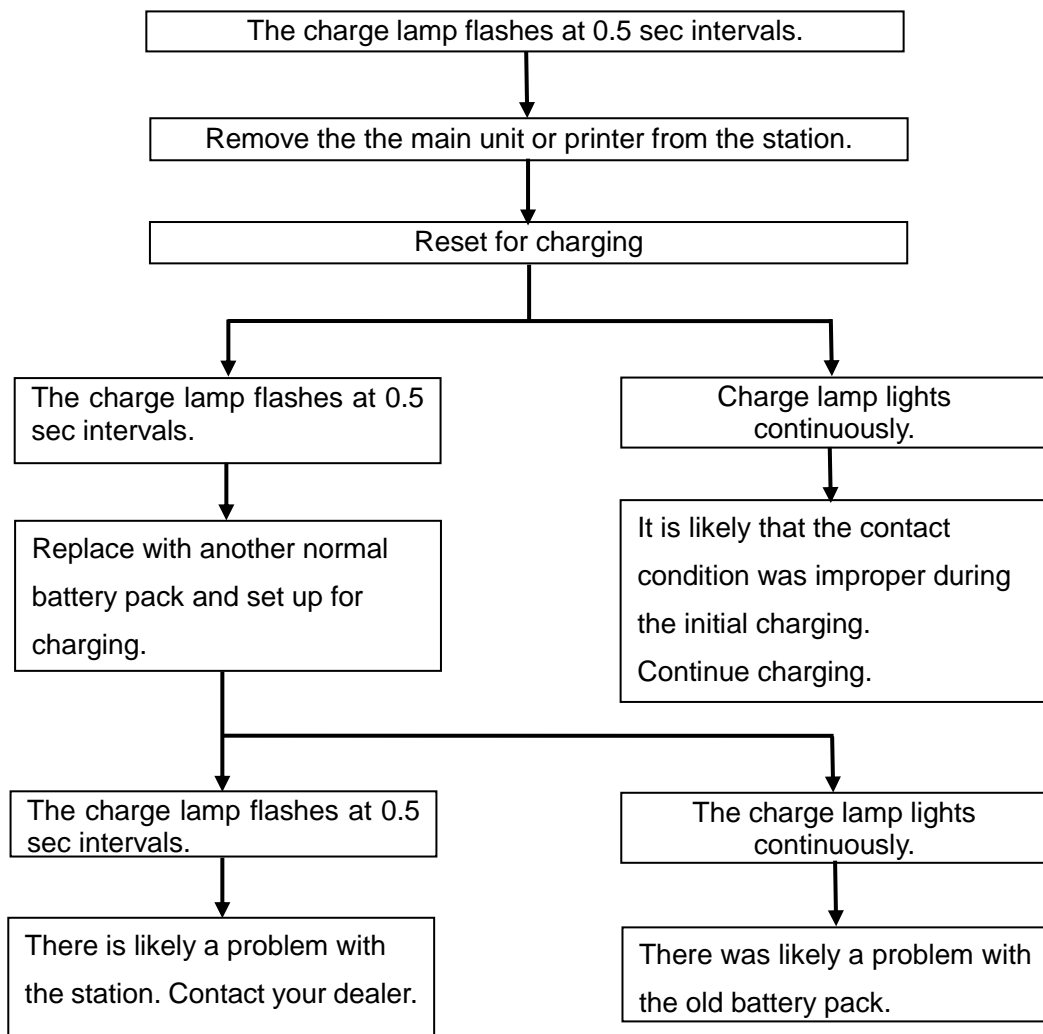 The charge lamp flashes at 0.5 sec intervals.
Remove the the main unit or printer from the station.
Reset for charging
The charge lamp flashes at 0.5
sec intervals.
Charge lamp lights
continuously.
Replace with another normal
battery pack and set up for
charging.
It is likely that the contact
condition was improper during
the initial charging.
Continue charging.
The charge lamp flashes at 0.5
sec intervals.
The charge lamp lights
continuously.
There is likely a problem with
the station. Contact your dealer.
There was likely a problem with
the old battery pack.